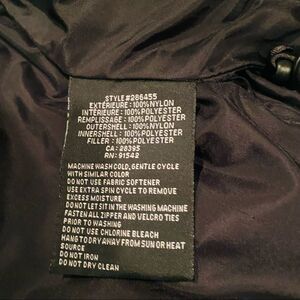 STYLE#286455
EXTÉRIEURE : 100%NYLON
INTÉRIEURE : 100%POLYESTER
REMPLISSAGE : 100%POLYESTER
OUTERSHELL : 100%NYLON
INNERSHELL : 100%POLYESTER
FILLER : 100%POLYESTER
CA: 28395
RN: 91542
MACHINE WASH COLD, GENTLE CYCLE
WITH SIMILAR COLOR
DO NOT USE FABRIC SOFTENER
USE EXTRA SPIN CYCLE TO REMOVE
EXCESS MOISTURE
DO NOT LET SIT IN THE WASHING MACHINE
FASTEN ALL ZIPPER AND VELCRO TIES
PRIOR TO WASHING
DO NOT USE CHLORINE BLEACH
HANG TO DRY AWAY FROM SUN OR HEAT
SOURCE
DO NOT IRON
DO NOT DRY CLEAN